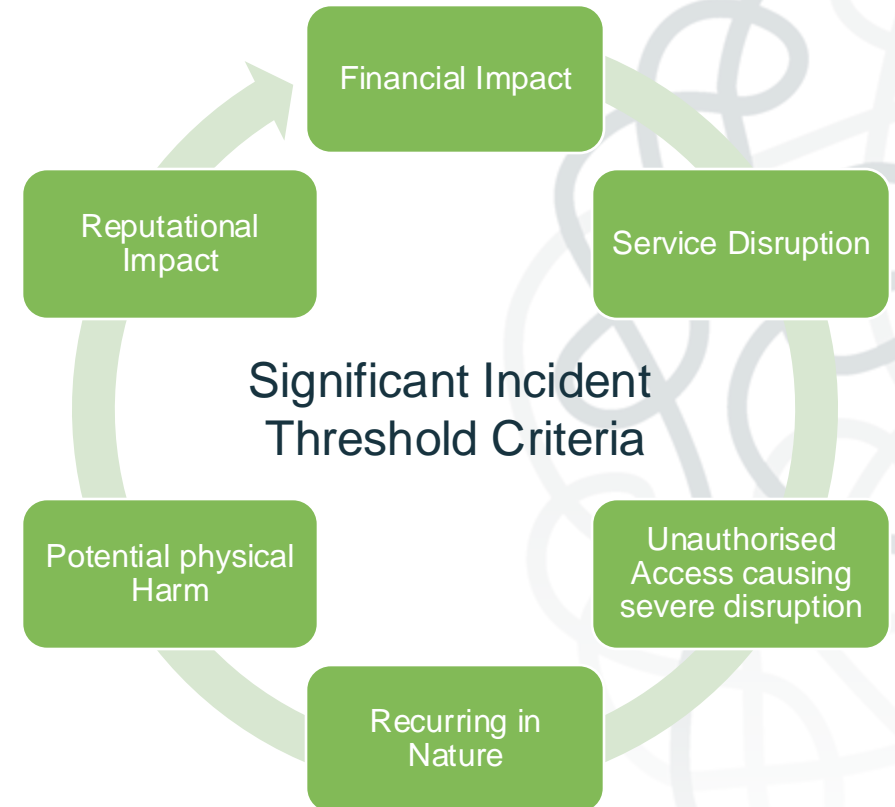 Financial Impact
Service Disruption
Unauthorised
Access causing
severe disruption
Recurring in
Nature
Potential physical
Harm
Reputational
Impact
Significant Incident
Threshold Criteria